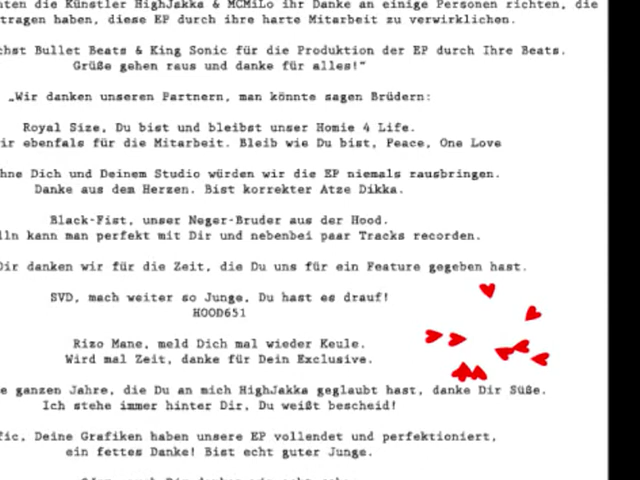 ten die Künstler HighJakka & MCMiLo ihr Danke an einige Personen richten, die
tragen haben, diese EP durch ihre harte Mitarbeit zu verwirklichen.
chst Bullet Beats & King Sonic für die Produktion der EP durch Ihre Beats.
Grüße gehen raus und danke für alles!“
„Wir danken unseren Partnern, man könnte sagen Brüdern:
Royal Size, Du bist und bleibst unser Homie 4 Life.
ir ebenfalls für die Mitarbeit. Bleib wie Du bist, Peace, One Love
hne Dich und Deinem Studio würden wir die EP niemals rausbringen.
Danke aus dem Herzen. Bist korrekter Atze Dikka.
Black-Fist, unser Neger-Bruder aus der Hood.
lln kann man perfekt mit Dir und nebenbei paar Tracks recorden.
Dir danken wir für die Zeit, die Du uns für ein Feature gegeben hast.
SVD, mach weiter so Junge, Du hast es drauf!
HOOD651
Rizo Mane, meld Dich mal wieder Keule.
Wird mal Zeit, danke für Dein Exclusive.
e ganzen Jahre, die Du an mich HighJakka geglaubt hast, danke Dir Süße.
Ich stehe immer hinter Dir, Du weißt bescheid!
fic, Deine Grafiken haben unsere EP vollendet und perfektioniert,
ein fettes Danke! Bist echt guter Junge.